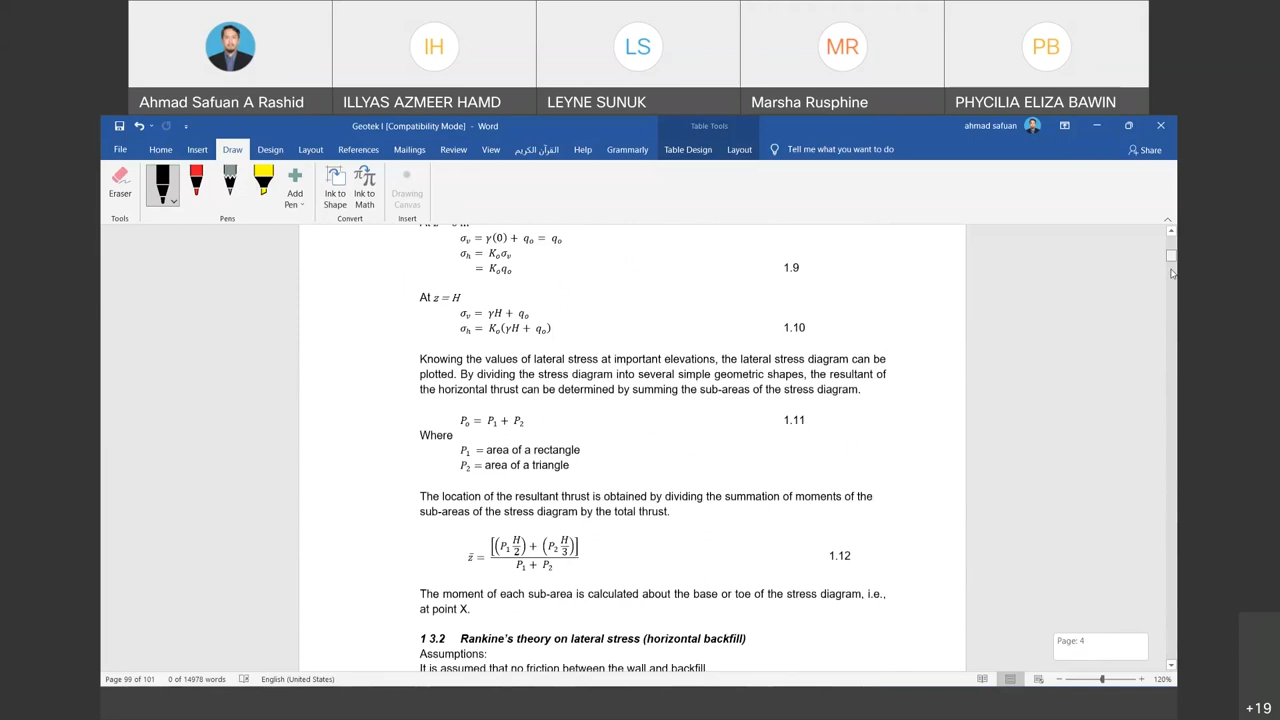 IH
LS
MR
PB
Ahmad Safuan A Rashid
ILLYAS AZMEER HAMD
LEYNE SUNUK
Marsha Rusphine
PHYCILIA ELIZA BAWIN
Geotek I [Compatibility Mode] - Word
Table Tools
ahmad safuan
File Home Insert Draw Design Layout References Mailings Review View القرآن الكريم Help Grammarly Table Design Layout Tell me what you want to do Share
Eraser
Add Pen
Ink to Shape
Ink to Math
Drawing Canvas
Tools
Pens
Convert
Insert
σᵥ = γ(0) + qₒ = qₒ
σₕ = Kₒσᵥ
= Kₒqₒ 1.9
At z = H
σᵥ = γH + qₒ
σₕ = Kₒ(γH + qₒ) 1.10
Knowing the values of lateral stress at important elevations, the lateral stress diagram can be
plotted. By dividing the stress diagram into several simple geometric shapes, the resultant of
the horizontal thrust can be determined by summing the sub-areas of the stress diagram.
Pₒ = P₁ + P₂ 1.11
Where
P₁ = area of a rectangle
P₂ = area of a triangle
The location of the resultant thrust is obtained by dividing the summation of moments of the
sub-areas of the stress diagram by the total thrust.
z̄ = [(P₁ H/2) + (P₂ H/3)] / P₁ + P₂ 1.12
The moment of each sub-area is calculated about the base or toe of the stress diagram, i.e.,
at point X.
1 3.2 Rankine's theory on lateral stress (horizontal backfill)
Assumptions:
It is assumed that no friction between the wall and backfill
Page: 4
Page 99 of 101 0 of 14978 words English (United States) 120%
+19